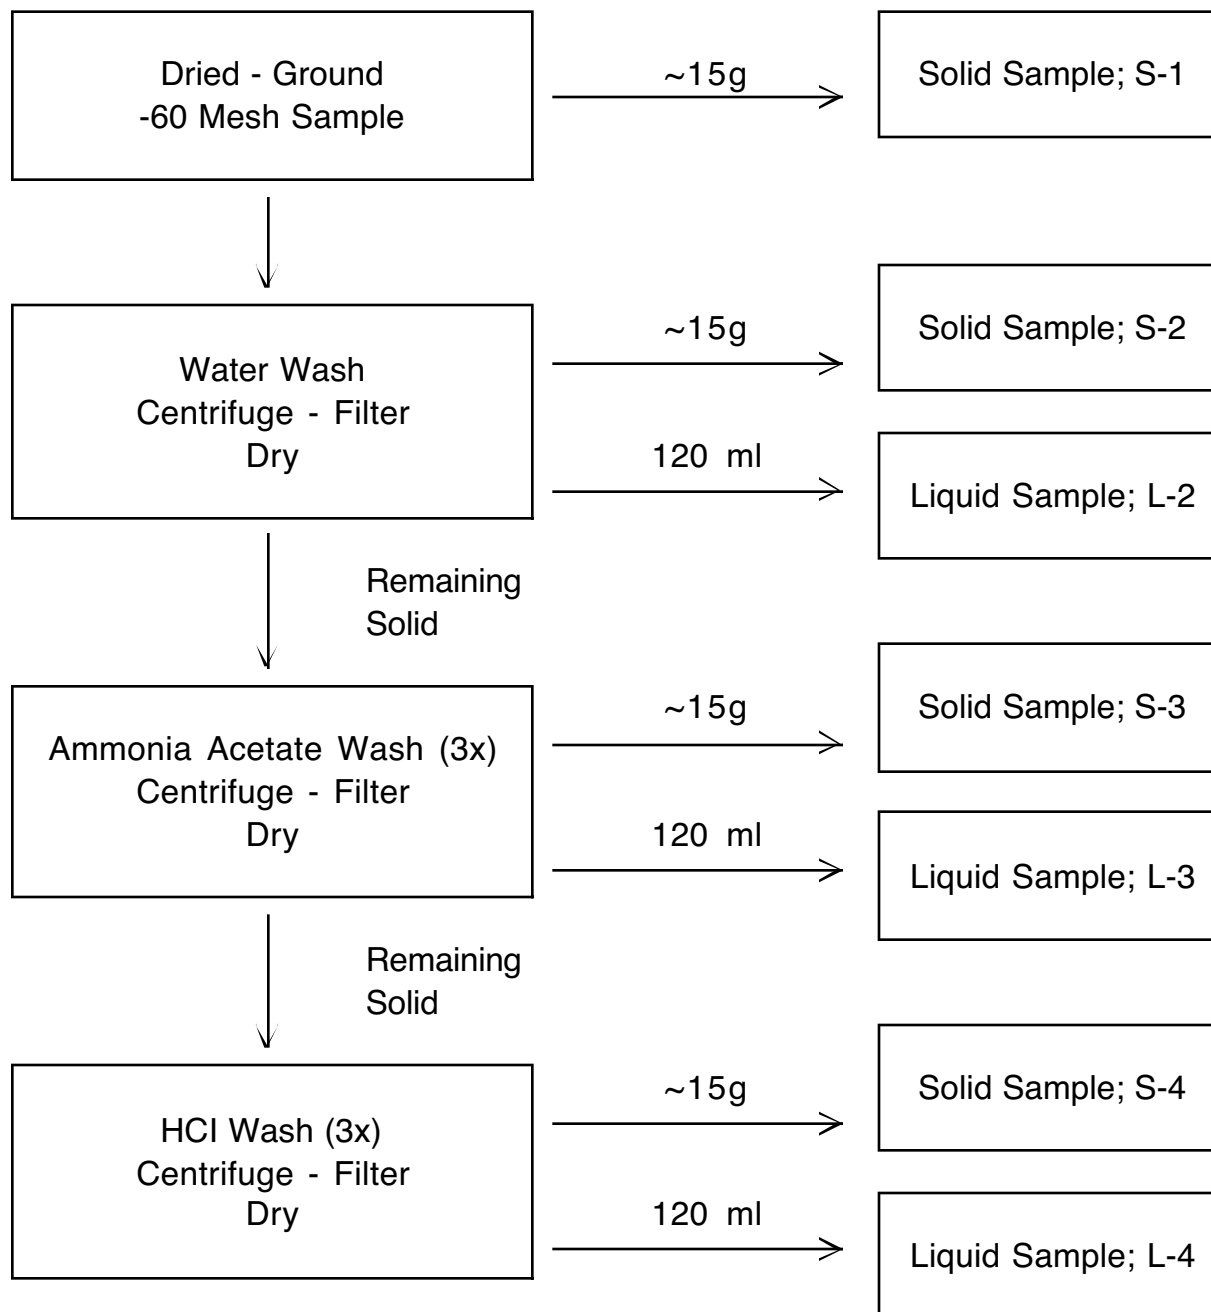 Dried - Ground
-60 Mesh Sample
~15g
Solid Sample; S-1
Water Wash
Centrifuge - Filter
Dry
~15g
Solid Sample; S-2
120 ml
Liquid Sample; L-2
Remaining
Solid
Ammonia Acetate Wash (3x)
Centrifuge - Filter
Dry
~15g
Solid Sample; S-3
120 ml
Liquid Sample; L-3
Remaining
Solid
HCl Wash (3x)
Centrifuge - Filter
Dry
~15g
Solid Sample; S-4
120 ml
Liquid Sample; L-4